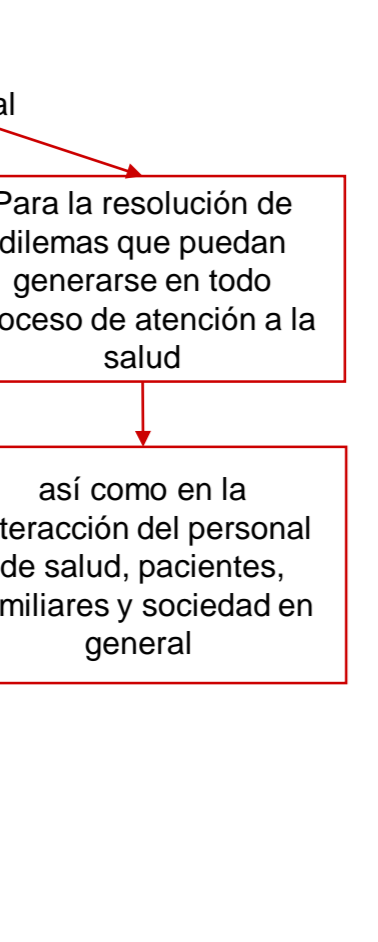 al
Para la resolución de
dilemas que puedan
generarse en todo
oceso de atención a la
salud
así como en la
teracción del personal
de salud, pacientes,
miliares y sociedad en
general